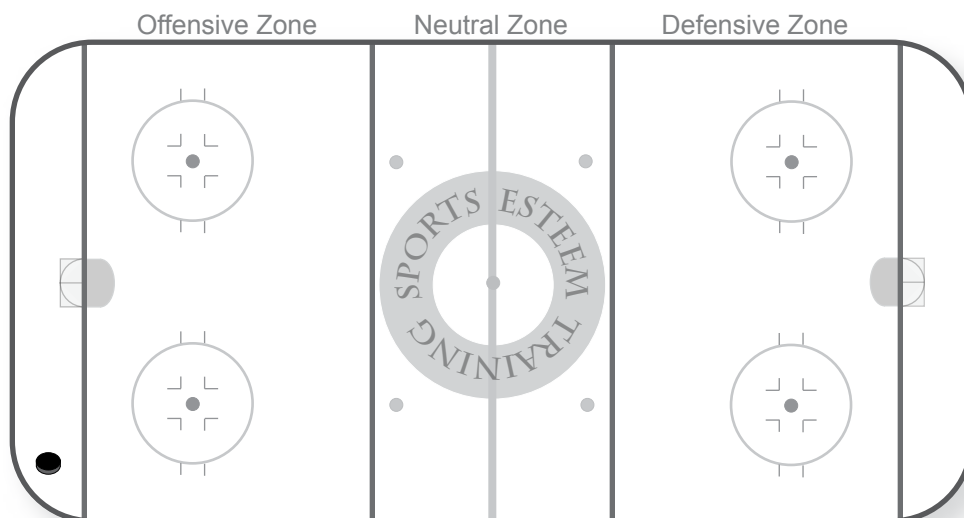 Offensive Zone Neutral Zone Defensive Zone
SPORTS ESTEEM TRAINING